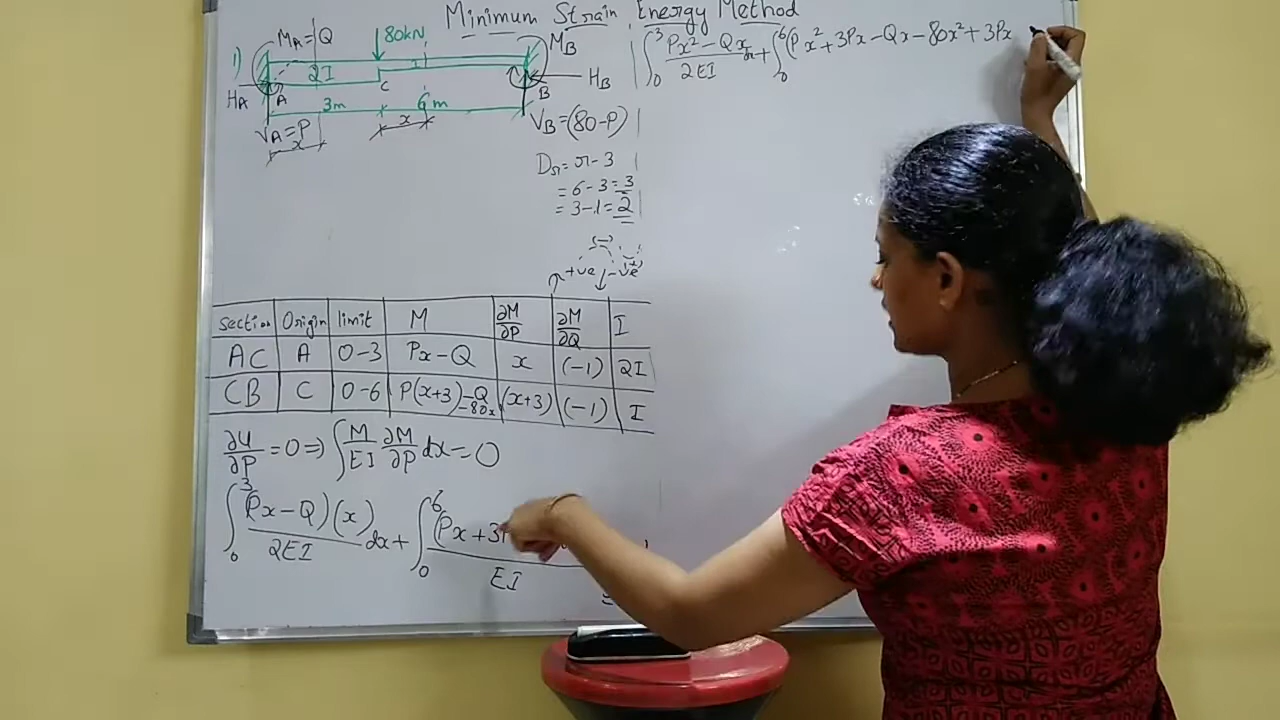 Minimum Strain Energy Method
1)
M_A=Q
80kN
M_B
2I
I
H_A
A
C
B
H_B
3m
6m
x
V_A=P
x
V_B=(80-P)
D_si=r-3
=6-3=3
=3-1=2
+ve
-ve
Section Origin limit M ∂M/∂P ∂M/∂Q I
AC A 0-3 Px-Q x (-1) 2I
CB C 0-6 P(x+3)-Q-80x (x+3) (-1) I
∂U/∂P=0⇒∫M/EI ∂M/∂P dx=0
∫₀³ (Px-Q)(x)/2EI dx+∫₀⁶ (Px+3
EI
=
∫₀³ Px²-Qx/2EI dx+∫₀⁶(Px²+3Px-Qx-80x²+3Px